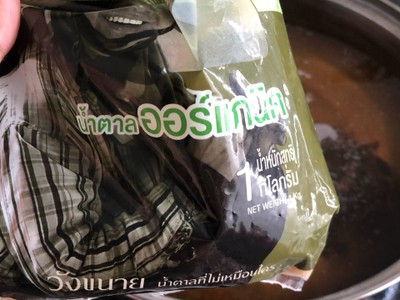 น้ำตาลออร์แกนิค
น้ำหนักสุทธิ
1 กิโลกรัม
NET WEIGHT 1 KG
วังขนาย น้ำตาลที่ไม่เหมือนใคร